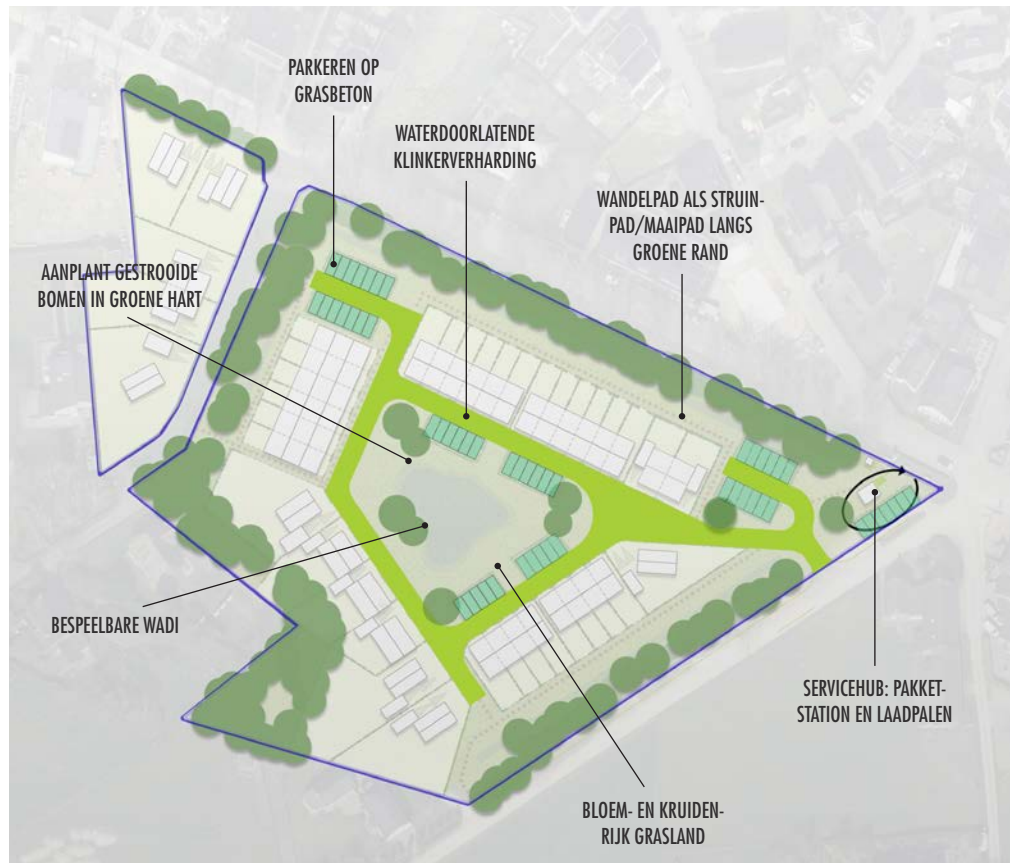 PARKEREN OP
GRASBETON
WATERDOORLATENDE
KLINKERVERHARDING
WANDELPAD ALS STRUIN-
PAD/MAAIPAD LANGS
GROENE RAND
AANPLANT GESTROOIDE
BOMEN IN GROENE HART
BESPEELBARE WADI
SERVICEHUB: PAKKET-
STATION EN LAADPALEN
BLOEM- EN KRUIDEN-
RIJK GRASLAND